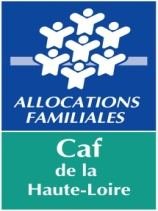 ALLOCATIONS
FAMILIALES
Caf
de la
Haute-Loire